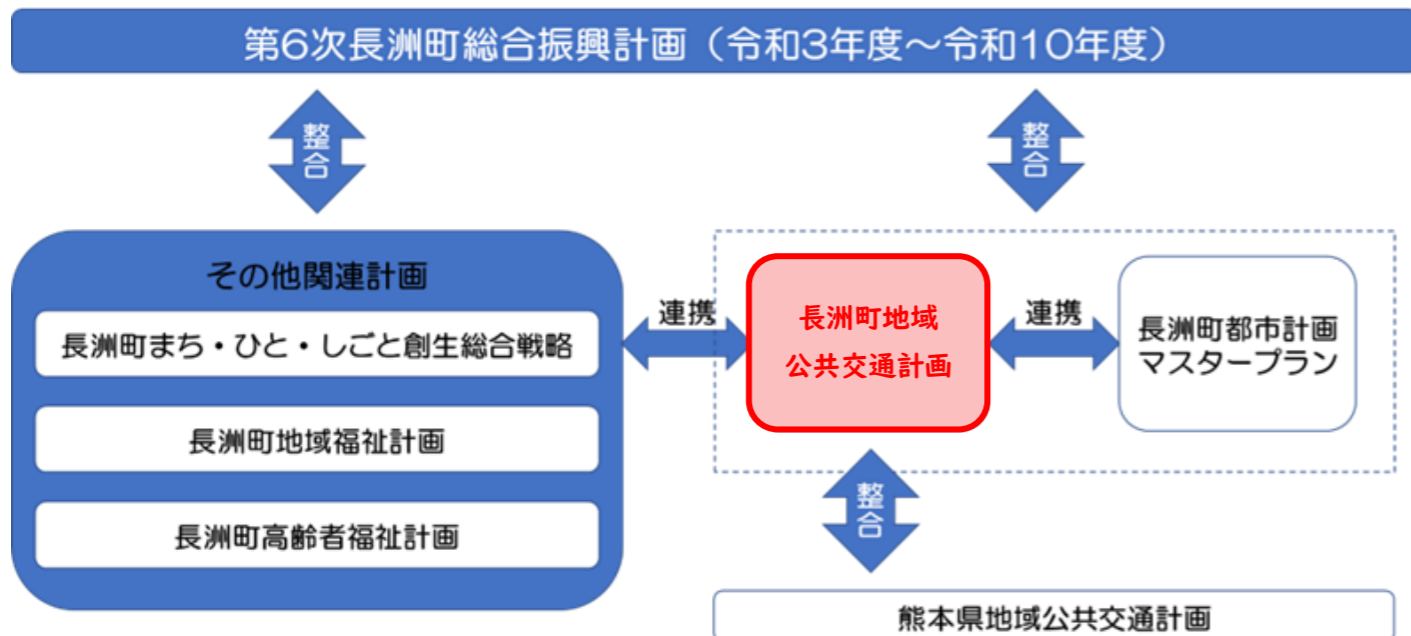 第6次長洲町総合振興計画（令和3年度～令和10年度）
整合
整合
その他関連計画
長洲町まち・ひと・しごと創生総合戦略
長洲町地域福祉計画
長洲町高齢者福祉計画
連携
長洲町地域
公共交通計画
連携
長洲町都市計画
マスタープラン
整合
熊本県地域公共交通計画